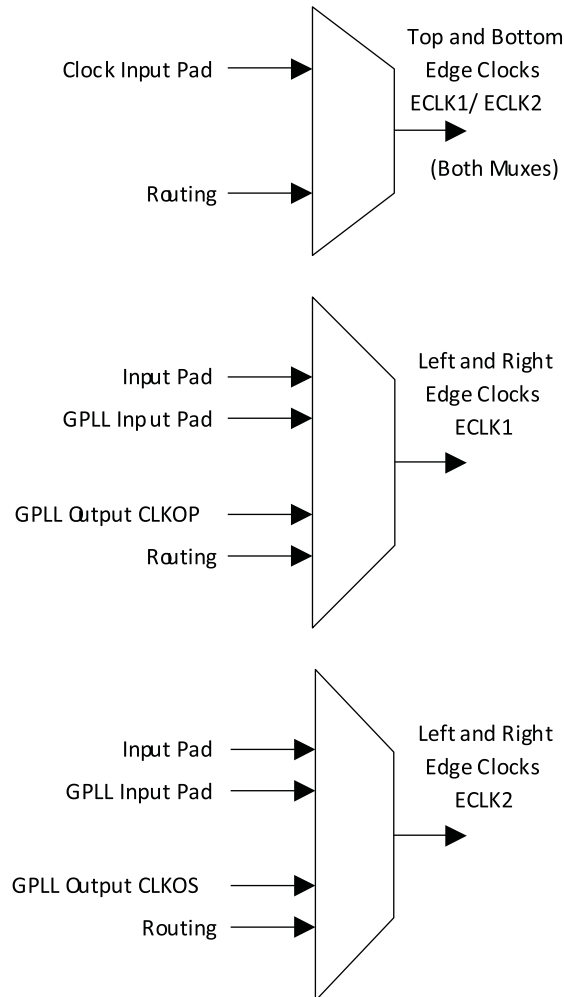 Top and Bottom
Edge Clocks
ECLK1/ ECLK2
(Both Muxes)
Clock Input Pad
Routing
Left and Right
Edge Clocks
ECLK1
Input Pad
GPLL Input Pad
GPLL Output CLKOP
Routing
Left and Right
Edge Clocks
ECLK2
Input Pad
GPLL Input Pad
GPLL Output CLKOS
Routing